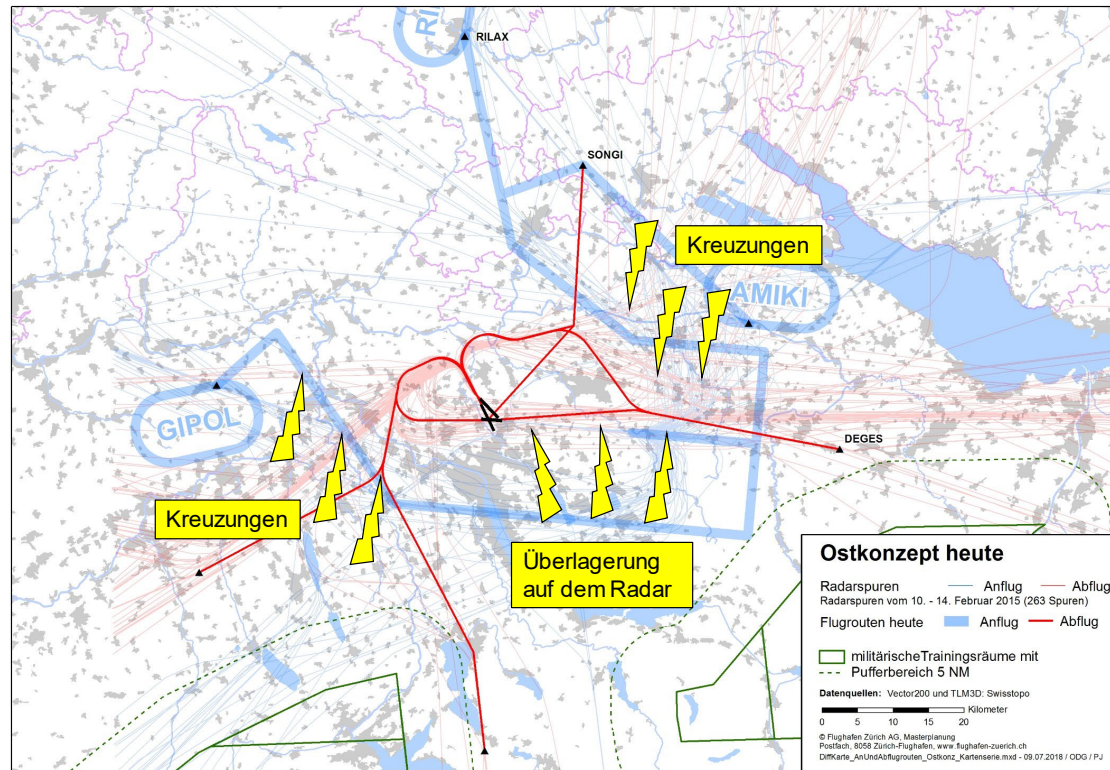 RI
RILAX
SONGI
Kreuzungen
AMIKI
GIPOL
DEGES
Kreuzungen
Überlagerung
auf dem Radar
Ostkonzept heute
Radarspuren Anflug Abflug
Radarspuren vom 10. - 14. Februar 2015 (263 Spuren)
Flugrouten heute Anflug Abflug
militärischeTrainingsräume mit
Pufferbereich 5 NM
Datenquellen: Vector200 und TLM3D: Swisstopo
Kilometer
0 5 10 15 20
© Flughafen Zürich AG, Masterplanung
Postfach, 8058 Zürich-Flughafen, www.flughafen-zuerich.ch
DiffKarte_AnUndAbflugrouten_Ostkonz_Kartenserie.mxd - 09.07.2018 / ODG / PJ